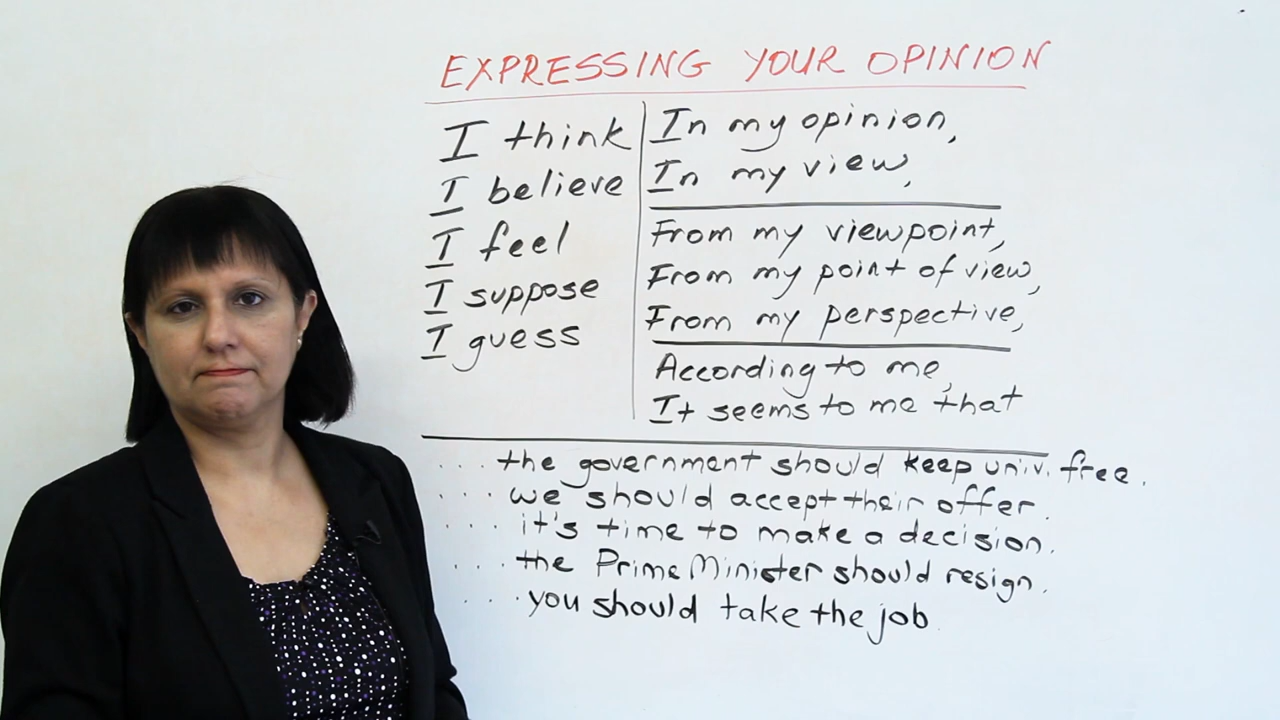 EXPRESSING YOUR OPINION
I think
I believe
I feel
I suppose
I guess
In my opinion,
In my view,
From my viewpoint,
From my point of view,
From my perspective,
According to me,
It seems to me that
... the government should keep univ. free.
... we should accept their offer.
... it's time to make a decision.
... the Prime Minister should resign.
... you should take the job.